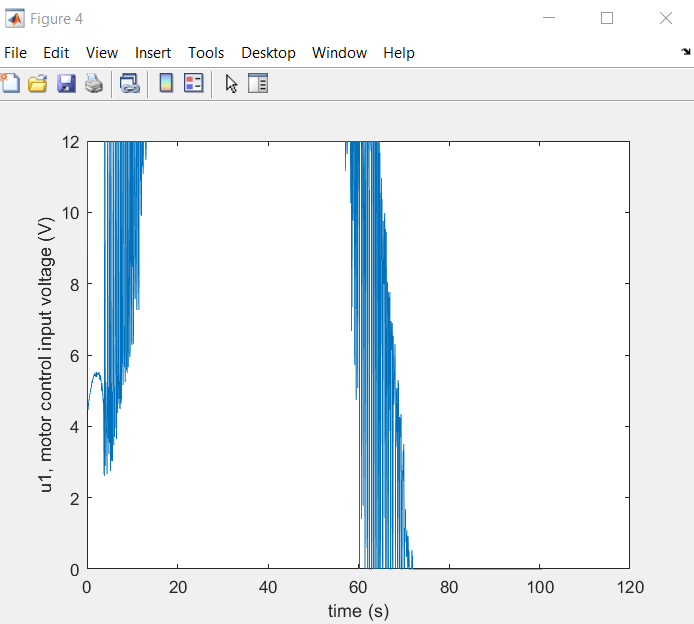 Figure 4
File Edit View Insert Tools Desktop Window Help
12
10
8
6
4
2
0
u1, motor control input voltage (V)
0 20 40 60 80 100 120
time (s)